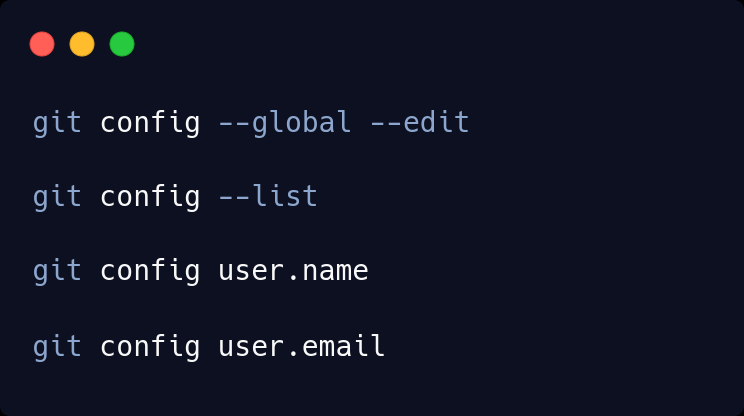 git config --global --edit
git config --list
git config user.name
git config user.email